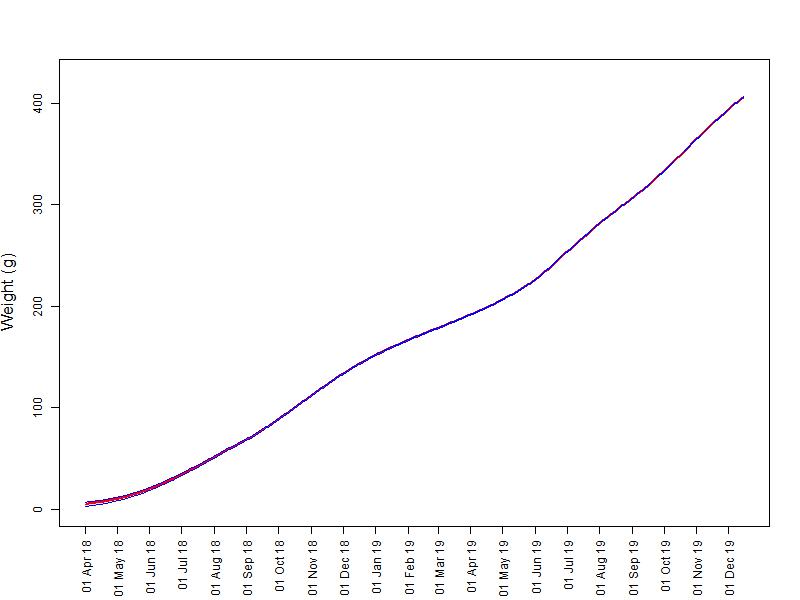 Weight (g)
400
300
200
100
0
01 Apr 18
01 May 18
01 Jun 18
01 Jul 18
01 Aug 18
01 Sep 18
01 Oct 18
01 Nov 18
01 Dec 18
01 Jan 19
01 Feb 19
01 Mar 19
01 Apr 19
01 May 19
01 Jun 19
01 Jul 19
01 Aug 19
01 Sep 19
01 Oct 19
01 Nov 19
01 Dec 19